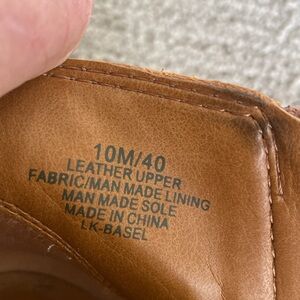 10M/40
LEATHER UPPER
FABRIC/MAN MADE LINING
MAN MADE SOLE
MADE IN CHINA
LK-BASEL